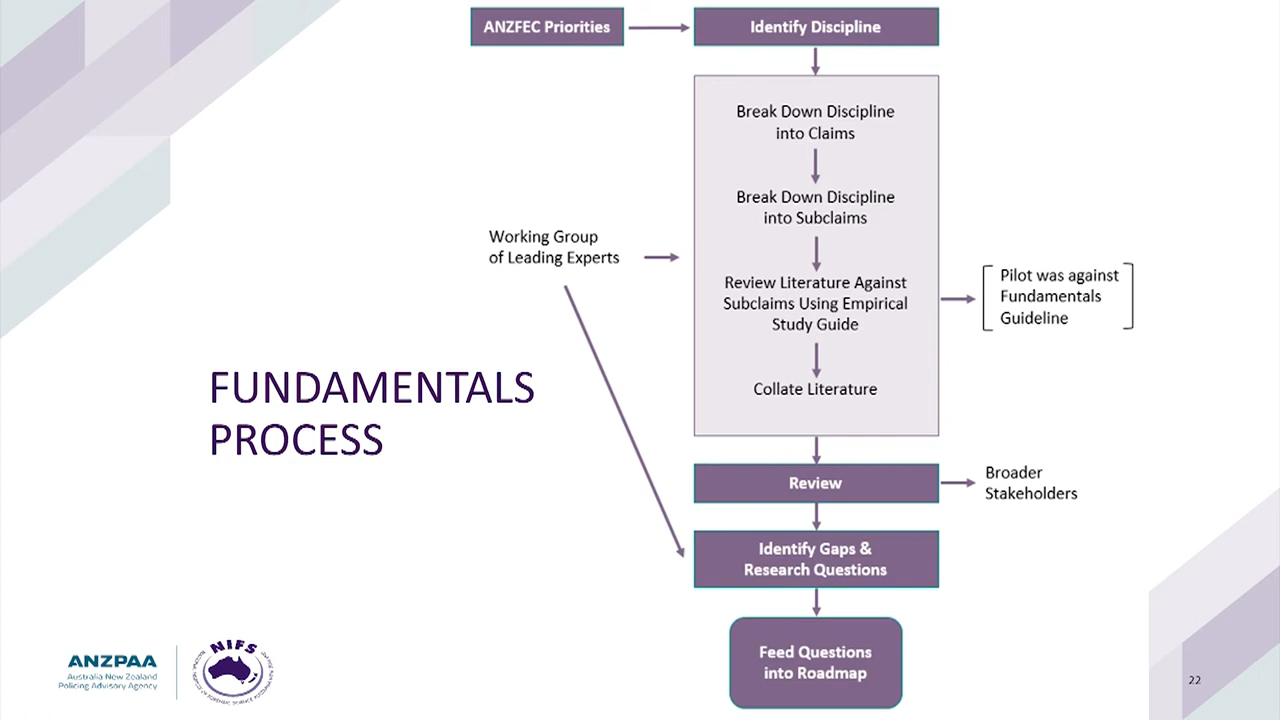 ANZFEC Priorities
Identify Discipline
Break Down Discipline
into Claims
Break Down Discipline
into Subclaims
Working Group
of Leading Experts
Review Literature Against
Subclaims Using Empirical
Study Guide
Pilot was against
Fundamentals
Guideline
Collate Literature
FUNDAMENTALS
PROCESS
Review
Broader
Stakeholders
Identify Gaps &
Research Questions
Feed Questions
into Roadmap
ANZPAA
Australia New Zealand
Policing Advisory Agency
NIFS
22